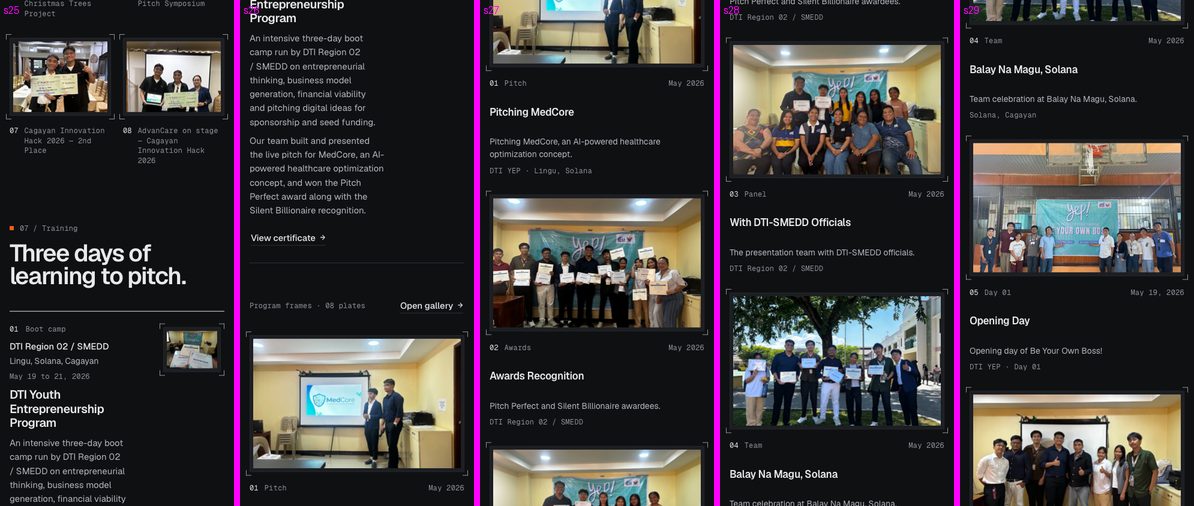 s25
Christmas Trees
Project
Pitch Symposium
07 Cagayan Innovation
Hack 2026 — 2nd
Place
08 AdvanCare on stage
— Cagayan
Innovation Hack
2026
07 / Training
Three days of
learning to pitch.
01 Boot camp
DTI Region 02 / SMEDD
Lingu, Solana, Cagayan
May 19 to 21, 2026
DTI Youth
Entrepreneurship
Program
An intensive three-day boot
camp run by DTI Region 02
/ SMEDD on entrepreneurial
thinking, business model
generation, financial viability
s26
Entrepreneurship
Program
An intensive three-day boot
camp run by DTI Region 02
/ SMEDD on entrepreneurial
thinking, business model
generation, financial viability
and pitching digital ideas for
sponsorship and seed funding.
Our team built and presented
the live pitch for MedCore, an AI-
powered healthcare optimization
concept, and won the Pitch
Perfect award along with the
Silent Billionaire recognition.
View certificate →
Program frames · 08 plates
Open gallery →
MedCore
01 Pitch
May 2026
s27
01 Pitch
May 2026
Pitching MedCore
Pitching MedCore, an AI-powered healthcare
optimization concept.
DTI YEP · Lingu, Solana
yep!
02 Awards
May 2026
Awards Recognition
Pitch Perfect and Silent Billionaire awardees.
DTI Region 02 / SMEDD
yep!
s28
Pitch Perfect and Silent Billionaire awardees.
DTI Region 02 / SMEDD
yep!
03 Panel
May 2026
With DTI-SMEDD Officials
The presentation team with DTI-SMEDD officials.
DTI Region 02 / SMEDD
04 Team
May 2026
Balay Na Magu, Solana
Team celebration at Balay Na Magu, Solana.
s29
04 Team
May 2026
Balay Na Magu, Solana
Team celebration at Balay Na Magu, Solana.
Solana, Cagayan
yep!
BE YOUR OWN BOSS
05 Day 01
May 19, 2026
Opening Day
Opening day of Be Your Own Boss!
DTI YEP · Day 01